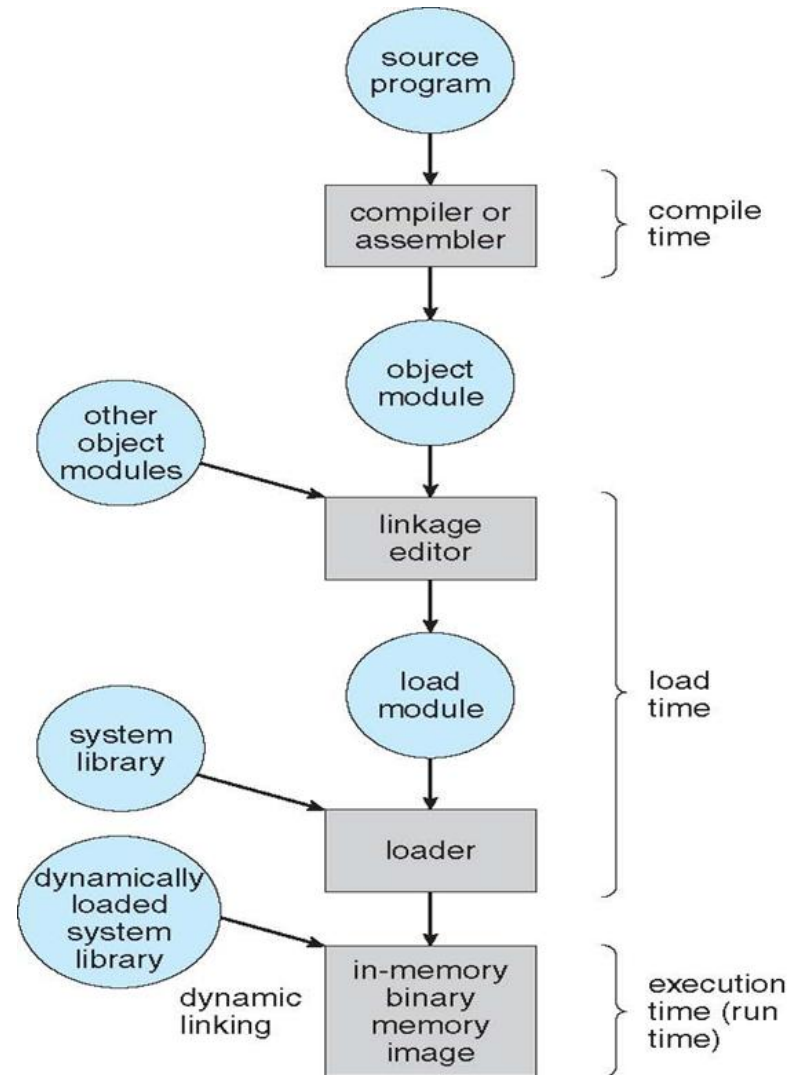 source
program
compiler or
assembler
compile
time
object
module
other
object
modules
linkage
editor
load
module
load
time
system
library
loader
dynamically
loaded
system
library
dynamic
linking
in-memory
binary
memory
image
execution
time (run
time)